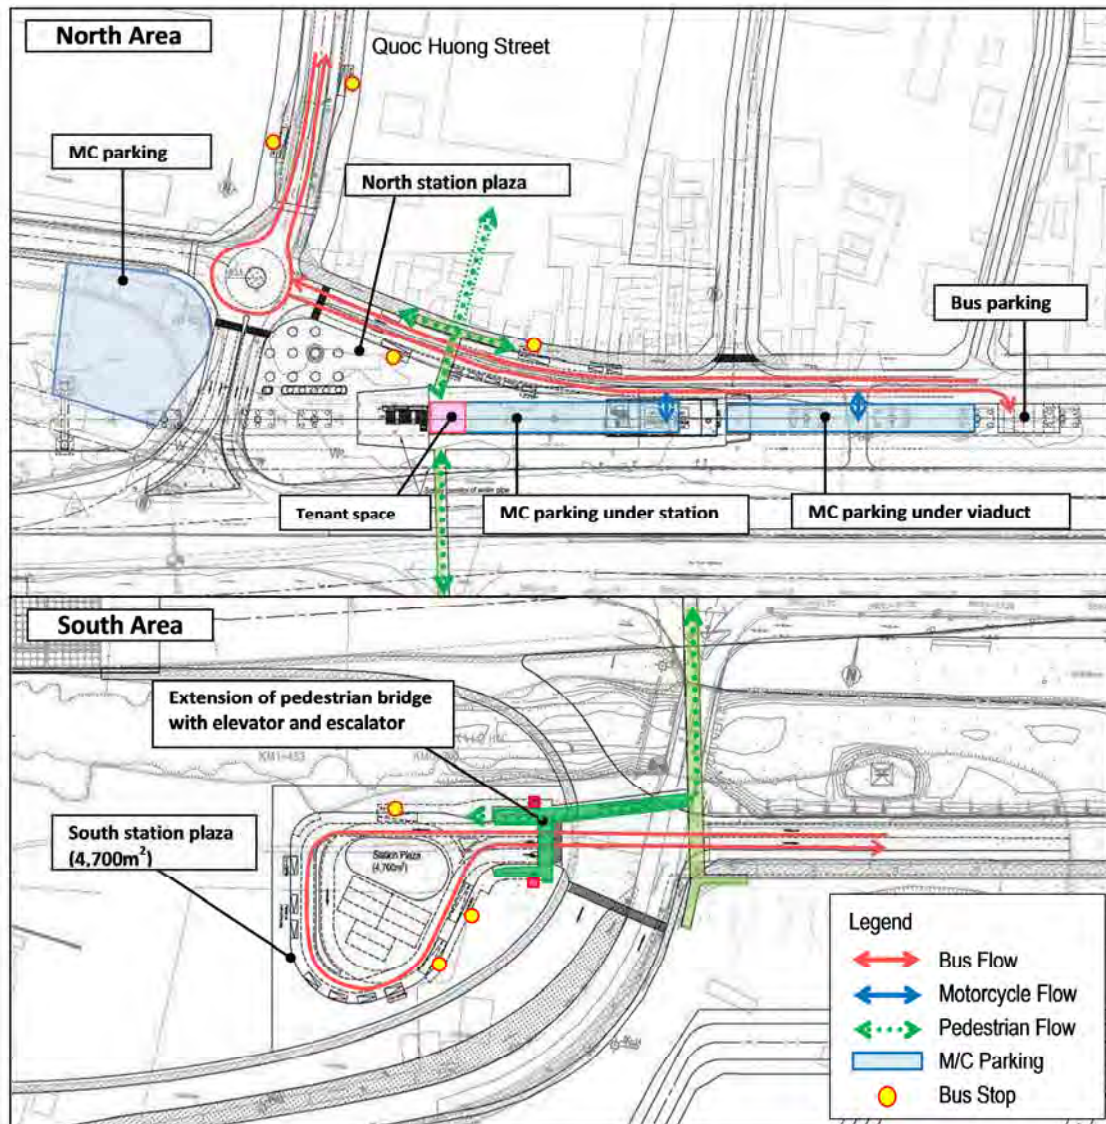 North Area
Quoc Huong Street
MC parking
North station plaza
Bus parking
Tenant space
MC parking under station
MC parking under viaduct
South Area
Extension of pedestrian bridge
with elevator and escalator
South station plaza
(4,700m²)
Station Plaza
(4,700m²)
Legend
Bus Flow
Motorcycle Flow
Pedestrian Flow
M/C Parking
Bus Stop